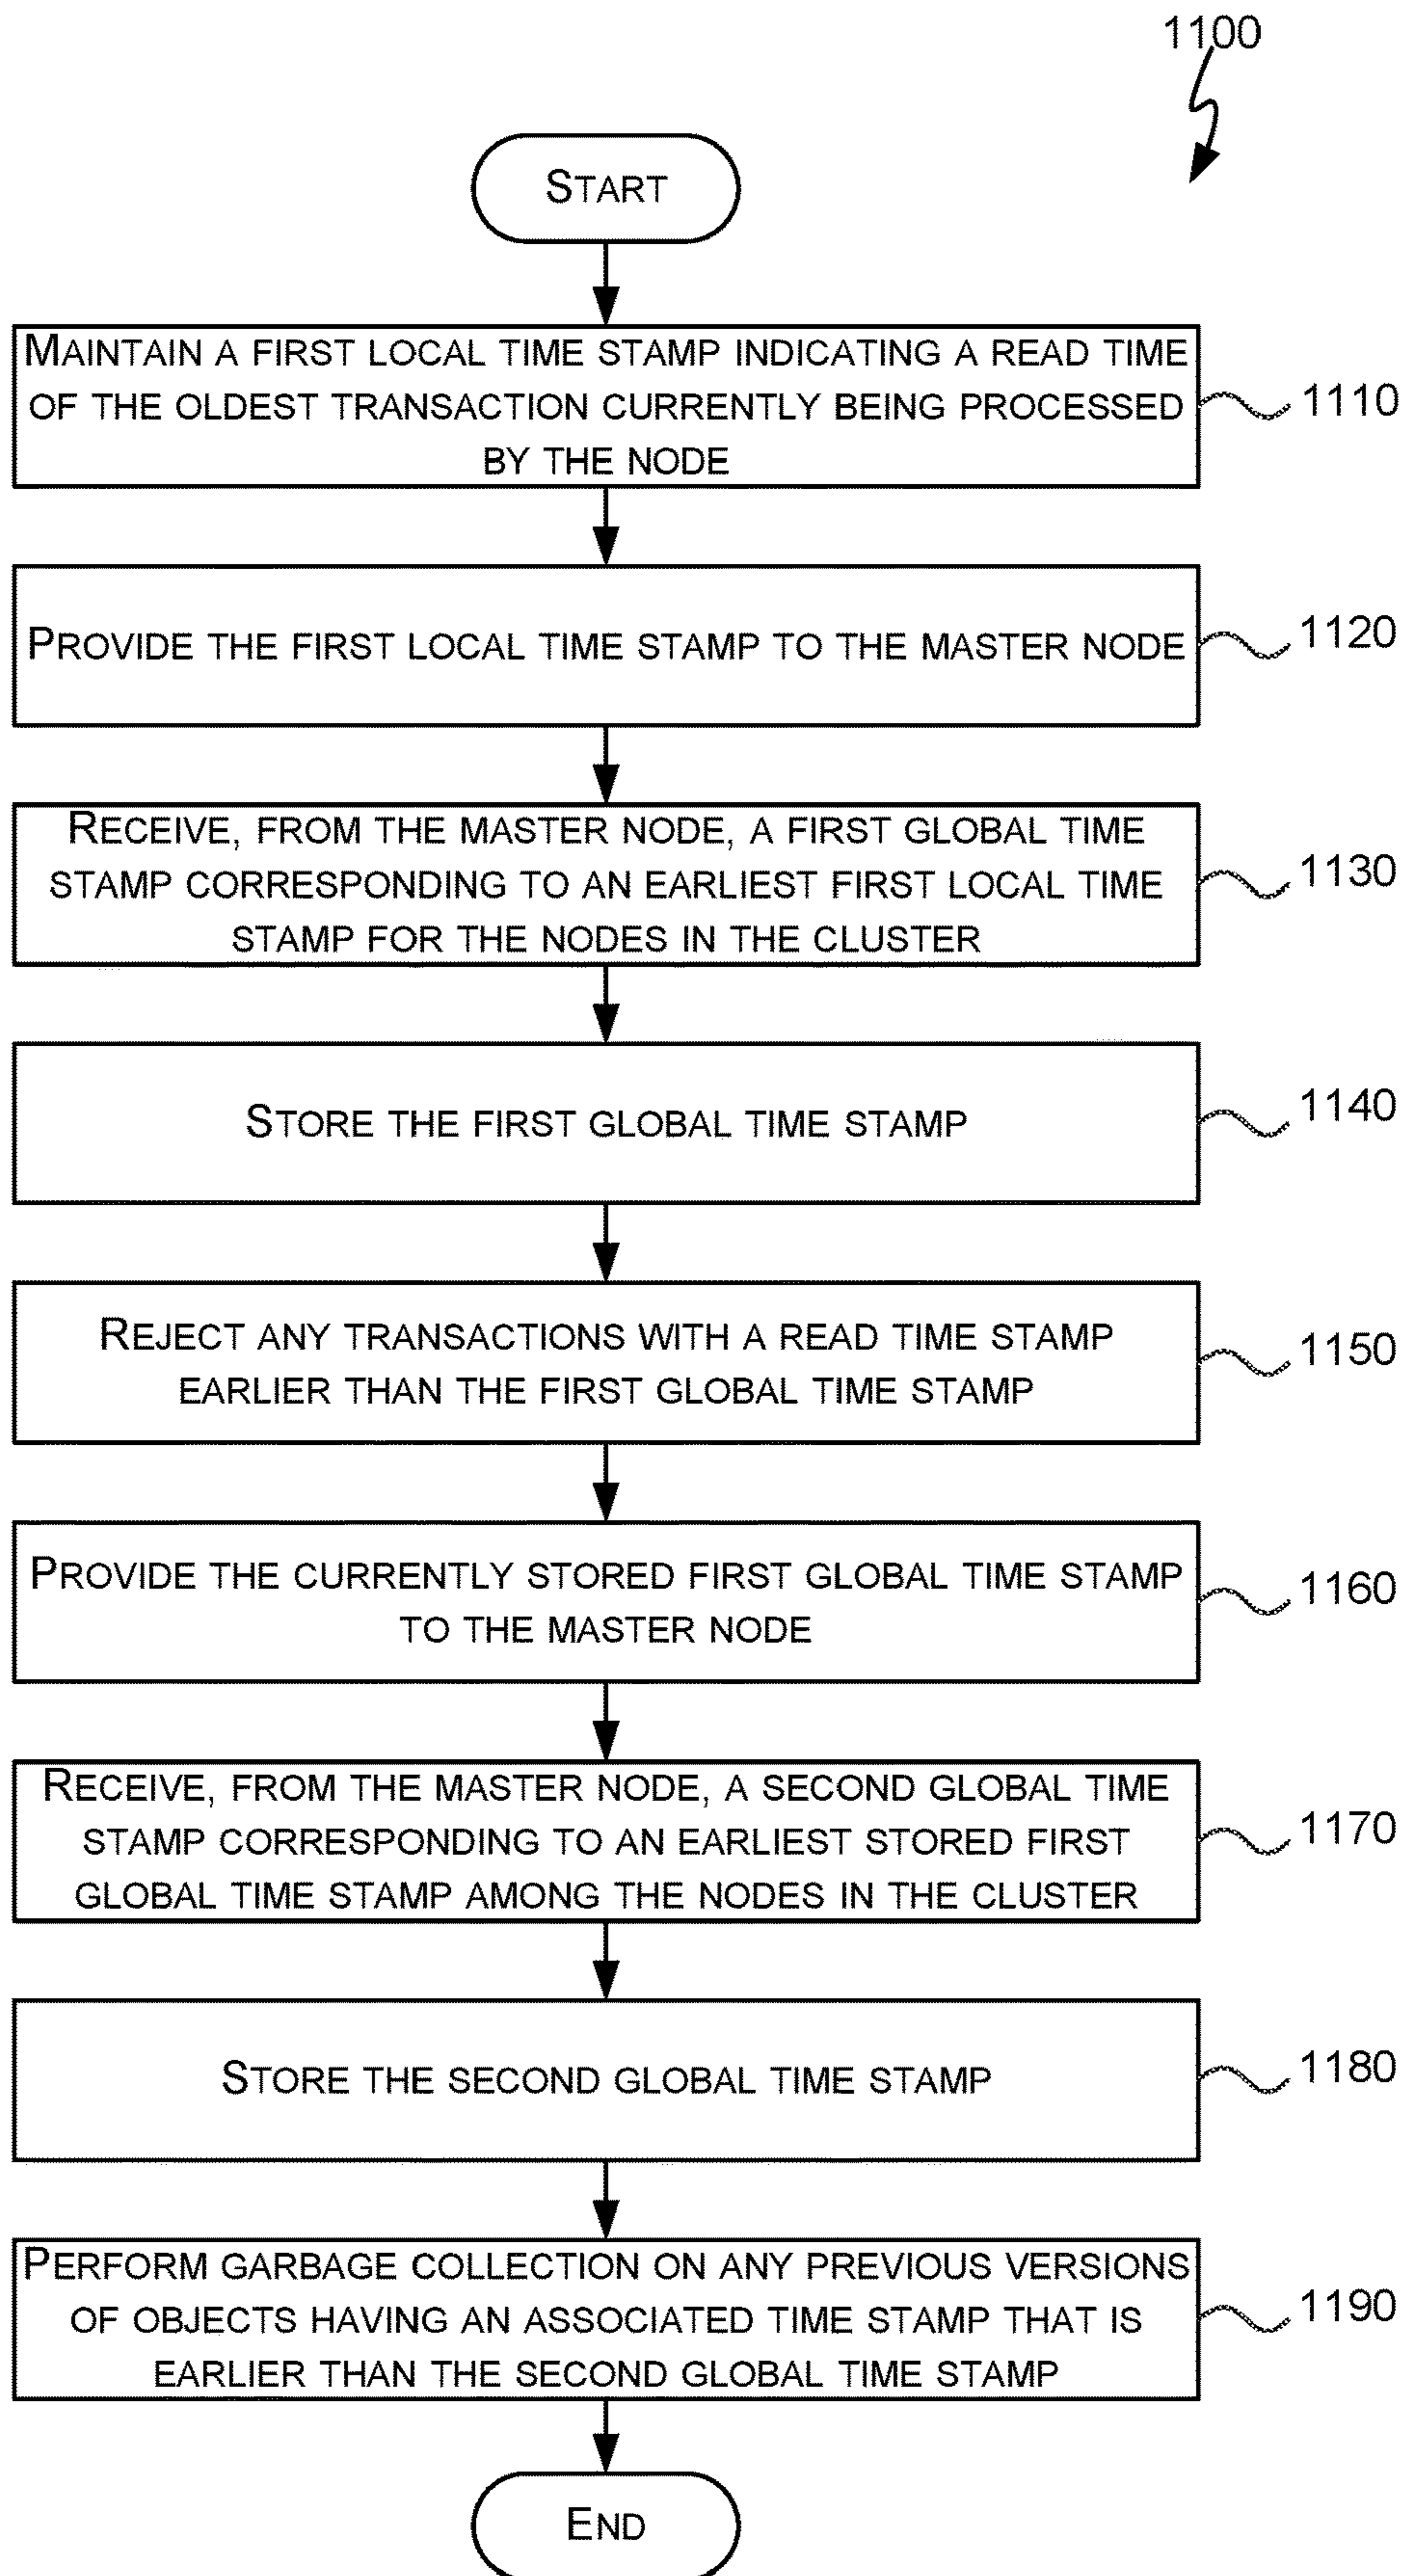 1100
START
MAINTAIN A FIRST LOCAL TIME STAMP INDICATING A READ TIME
OF THE OLDEST TRANSACTION CURRENTLY BEING PROCESSED
BY THE NODE
1110
PROVIDE THE FIRST LOCAL TIME STAMP TO THE MASTER NODE
1120
RECEIVE, FROM THE MASTER NODE, A FIRST GLOBAL TIME
STAMP CORRESPONDING TO AN EARLIEST FIRST LOCAL TIME
STAMP FOR THE NODES IN THE CLUSTER
1130
STORE THE FIRST GLOBAL TIME STAMP
1140
REJECT ANY TRANSACTIONS WITH A READ TIME STAMP
EARLIER THAN THE FIRST GLOBAL TIME STAMP
1150
PROVIDE THE CURRENTLY STORED FIRST GLOBAL TIME STAMP
TO THE MASTER NODE
1160
RECEIVE, FROM THE MASTER NODE, A SECOND GLOBAL TIME
STAMP CORRESPONDING TO AN EARLIEST STORED FIRST
GLOBAL TIME STAMP AMONG THE NODES IN THE CLUSTER
1170
STORE THE SECOND GLOBAL TIME STAMP
1180
PERFORM GARBAGE COLLECTION ON ANY PREVIOUS VERSIONS
OF OBJECTS HAVING AN ASSOCIATED TIME STAMP THAT IS
EARLIER THAN THE SECOND GLOBAL TIME STAMP
1190
END